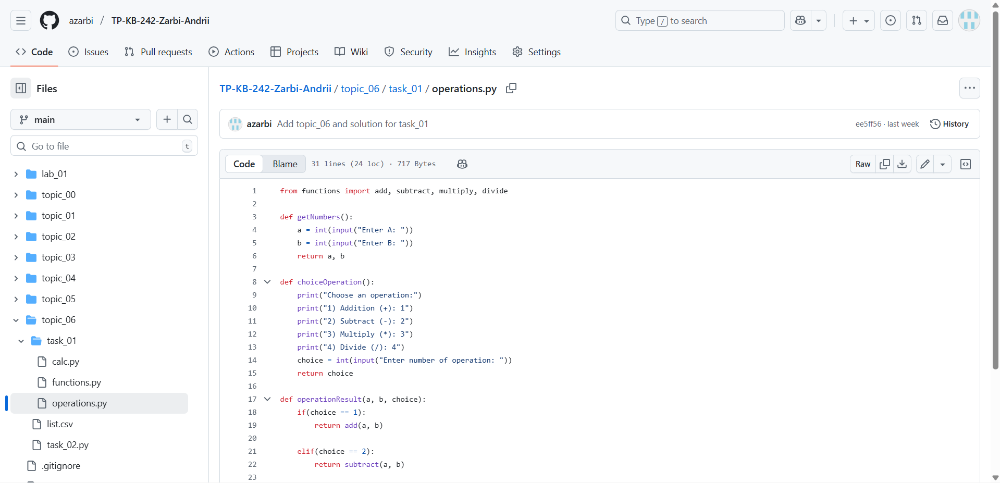 azarbi / TP-KB-242-Zarbi-Andrii
Type / to search
Code
Issues
Pull requests
Actions
Projects
Wiki
Security
Insights
Settings
Files
main
Go to file
t
lab_01
topic_00
topic_01
topic_02
topic_03
topic_04
topic_05
topic_06
task_01
calc.py
functions.py
operations.py
list.csv
task_02.py
.gitignore
TP-KB-242-Zarbi-Andrii / topic_06 / task_01 / operations.py
azarbi Add topic_06 and solution for task_01
ee5ff56 · last week
History
Code
Blame
31 lines (24 loc) · 717 Bytes
Raw
1 from functions import add, subtract, multiply, divide
2
3 def getNumbers():
4 a = int(input("Enter A: "))
5 b = int(input("Enter B: "))
6 return a, b
7
8 def choiceOperation():
9 print("Choose an operation:")
10 print("1) Addition (+): 1")
11 print("2) Subtract (-): 2")
12 print("3) Multiply (*): 3")
13 print("4) Divide (/): 4")
14 choice = int(input("Enter number of operation: "))
15 return choice
16
17 def operationResult(a, b, choice):
18 if(choice == 1):
19 return add(a, b)
20
21 elif(choice == 2):
22 return subtract(a, b)
23